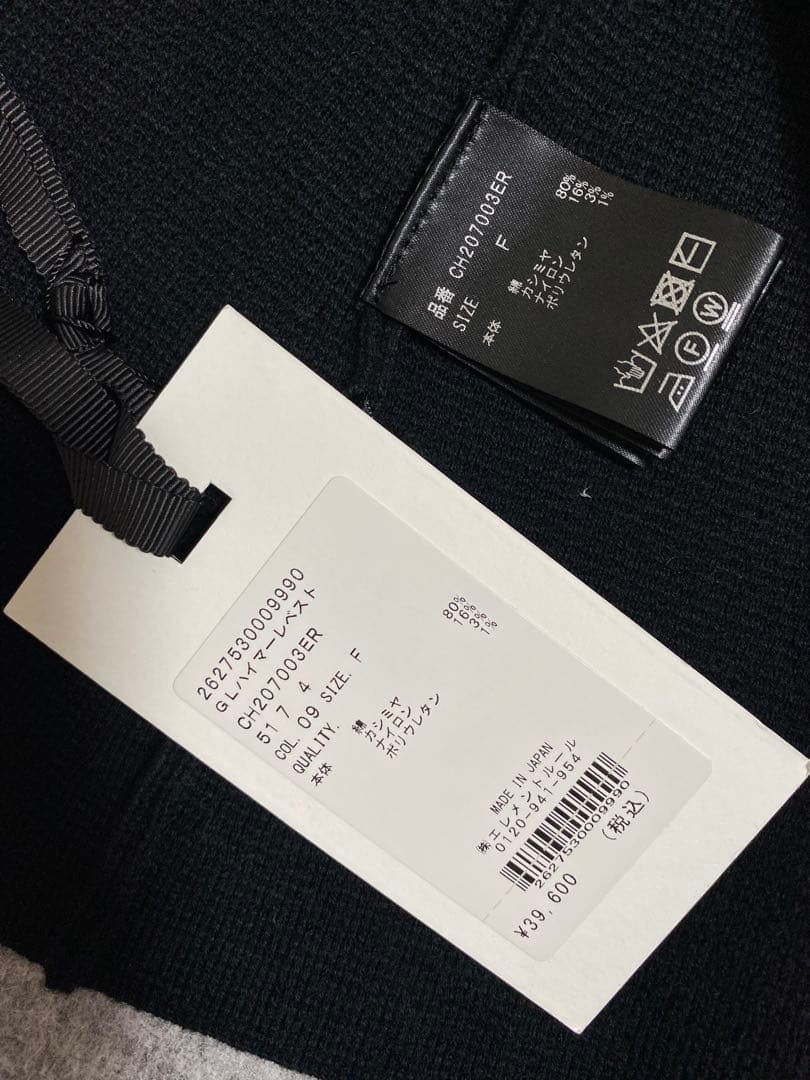 品番 CH207003ER
SIZE F
本体 絹 80%
カシミヤ 16%
ナイロン 3%
ポリウレタン 1%
F W
2627530009990
GLハイマーレベスト
CH207003ER
51 7 4
COL. 09 SIZE. F
QUALITY.
本体 絹 80%
カシミヤ 16%
ナイロン 3%
ポリウレタン 1%
MADE IN JAPAN
㈱エレメントルール
0120-941-954
2627530009990
¥39,600 (税込)